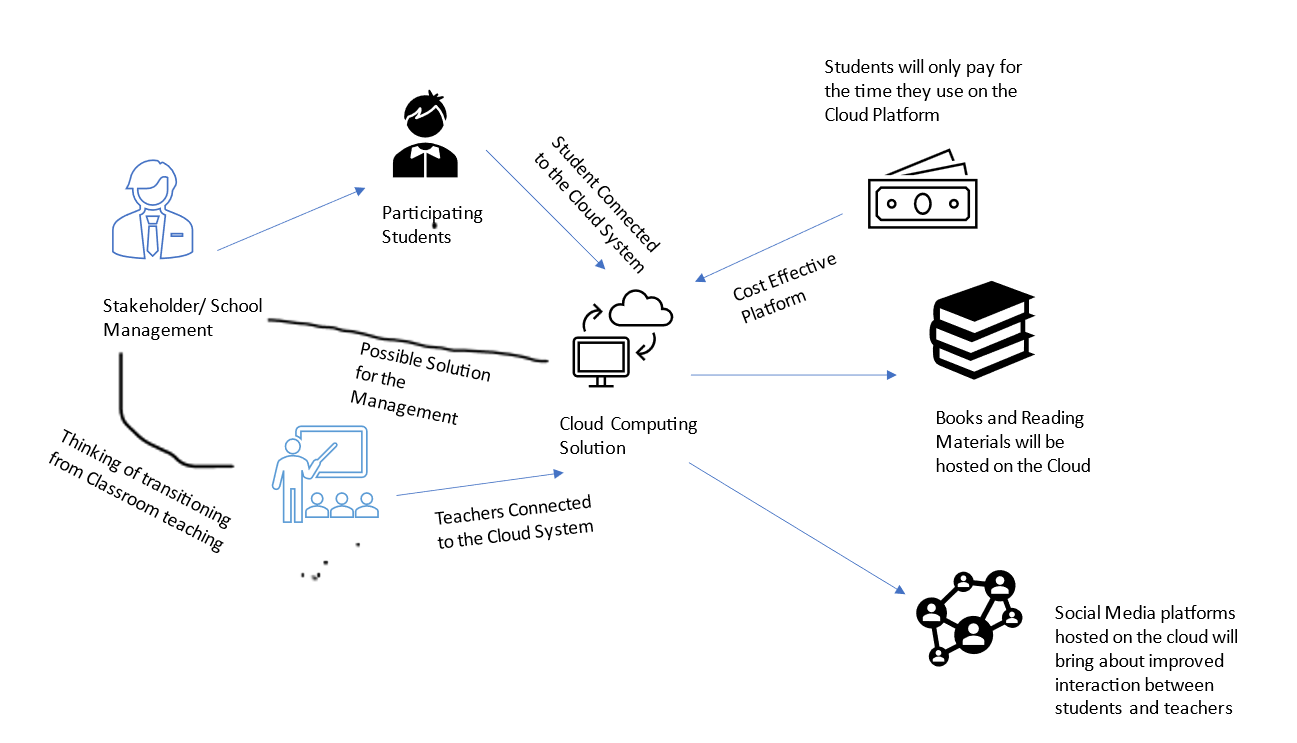 Students will only pay for
the time they use on the
Cloud Platform
Student Connected
to the Cloud System
Participating
Students
Cost Effective
Platform
Stakeholder/ School
Management
Possible Solution
for the
Management
Cloud Computing
Solution
Books and Reading
Materials will be
hosted on the Cloud
Thinking of transitioning
from Classroom teaching
Teachers Connected
to the Cloud System
Social Media platforms
hosted on the cloud will
bring about improved
interaction between
students and teachers